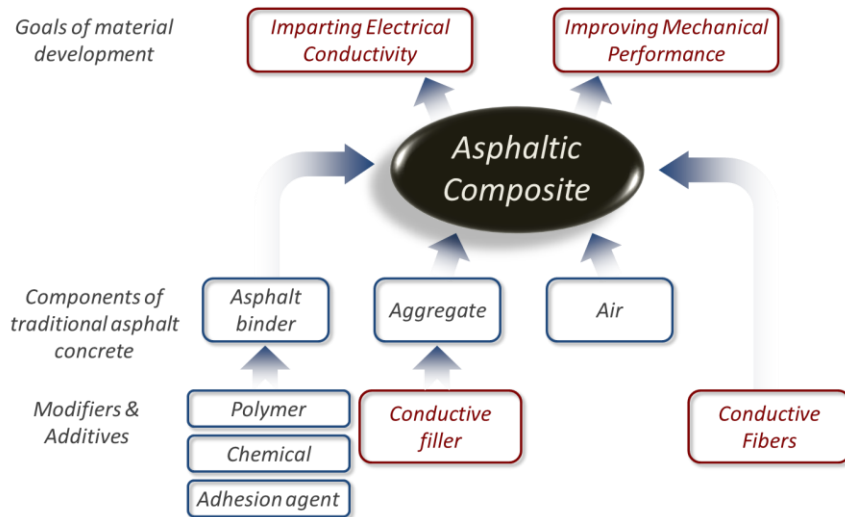 Goals of material
development
Imparting Electrical
Conductivity
Improving Mechanical
Performance
Asphaltic
Composite
Components of
traditional asphalt
concrete
Asphalt
binder
Aggregate
Air
Modifiers &
Additives
Polymer
Chemical
Adhesion agent
Conductive
filler
Conductive
Fibers